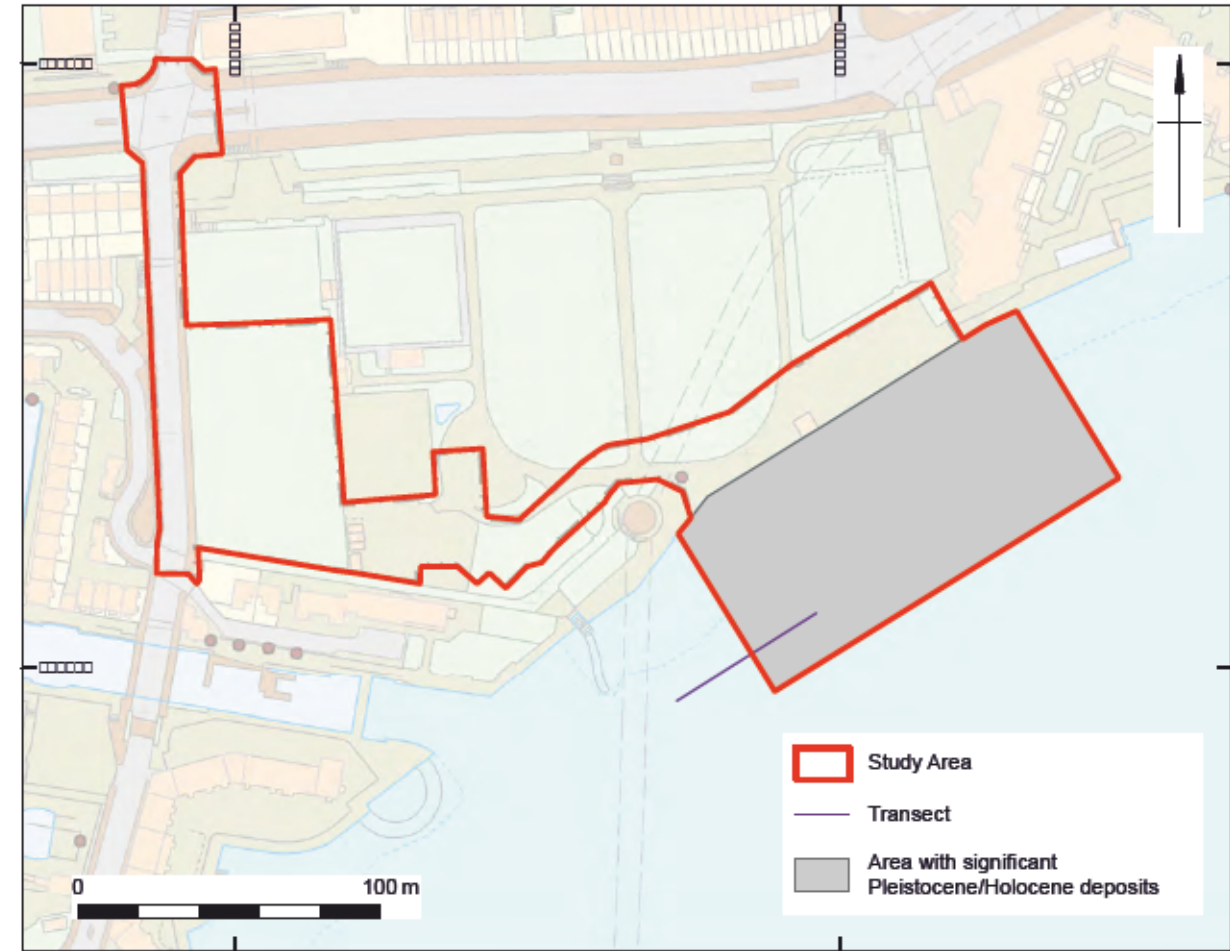 Study Area
Transect
Area with significant
Pleistocene/Holocene deposits
0 100 m